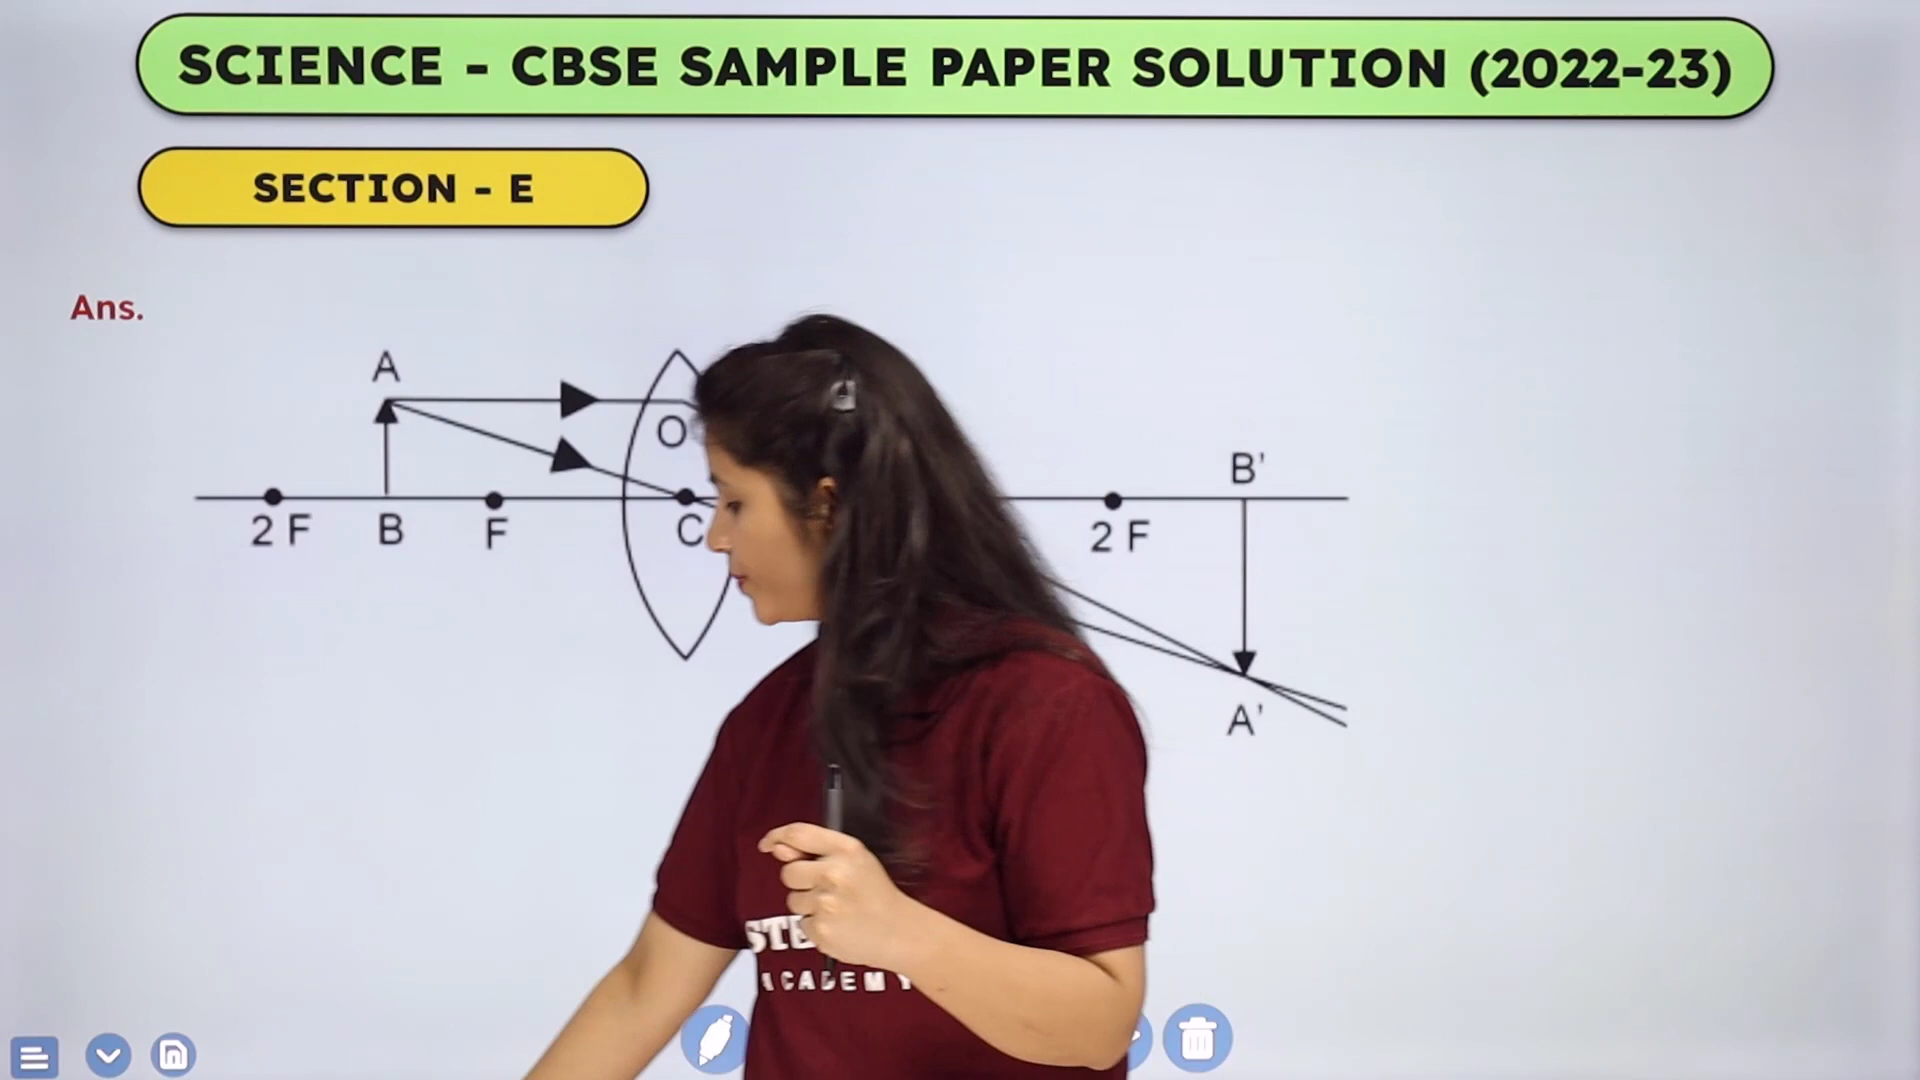 SCIENCE - CBSE SAMPLE PAPER SOLUTION (2022-23)
SECTION - E
Ans.
A
O
B'
2 F B F C 2 F
A'
ACADEMY